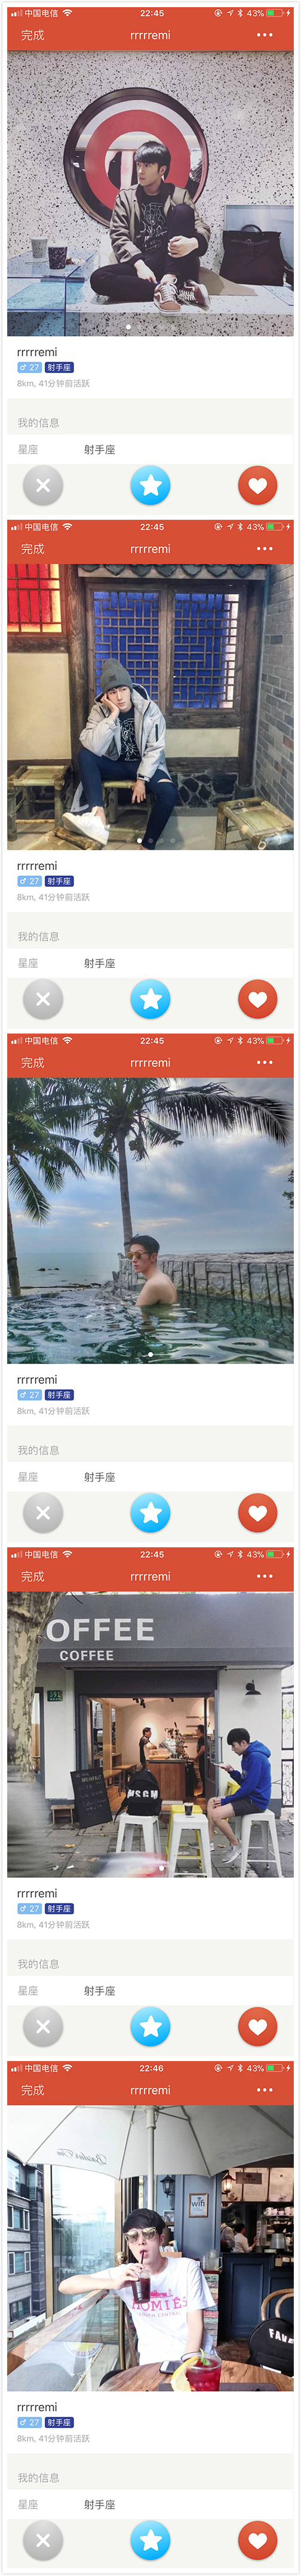 中国电信 22:45 43%
完成 rrrrremi
rrrrremi
27 射手座
8km, 41分钟前活跃
我的信息
星座 射手座
中国电信 22:45 43%
完成 rrrrremi
rrrrremi
27 射手座
8km, 41分钟前活跃
我的信息
星座 射手座
中国电信 22:45 43%
完成 rrrrremi
rrrrremi
27 射手座
8km, 41分钟前活跃
我的信息
星座 射手座
中国电信 22:45 43%
完成 rrrrremi
OFFEE
COFFEE
MSGM
rrrrremi
27 射手座
8km, 41分钟前活跃
我的信息
星座 射手座
中国电信 22:46 43%
完成 rrrrremi
wifi
HOMIES
SOUTH CENTRAL
rrrrremi
27 射手座
8km, 41分钟前活跃
我的信息
星座 射手座